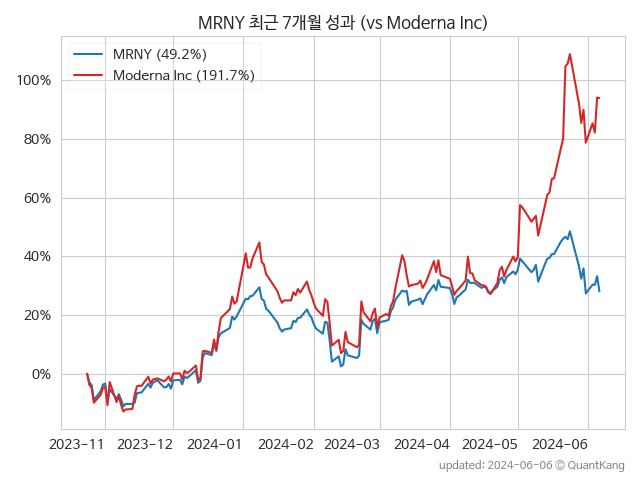 MRNY 최근 7개월 성과 (vs Moderna Inc)
MRNY (49.2%)
Moderna Inc (191.7%)
100%
80%
60%
40%
20%
0%
2023-11 2023-12 2024-01 2024-02 2024-03 2024-04 2024-05 2024-06
updated: 2024-06-06 © QuantKang